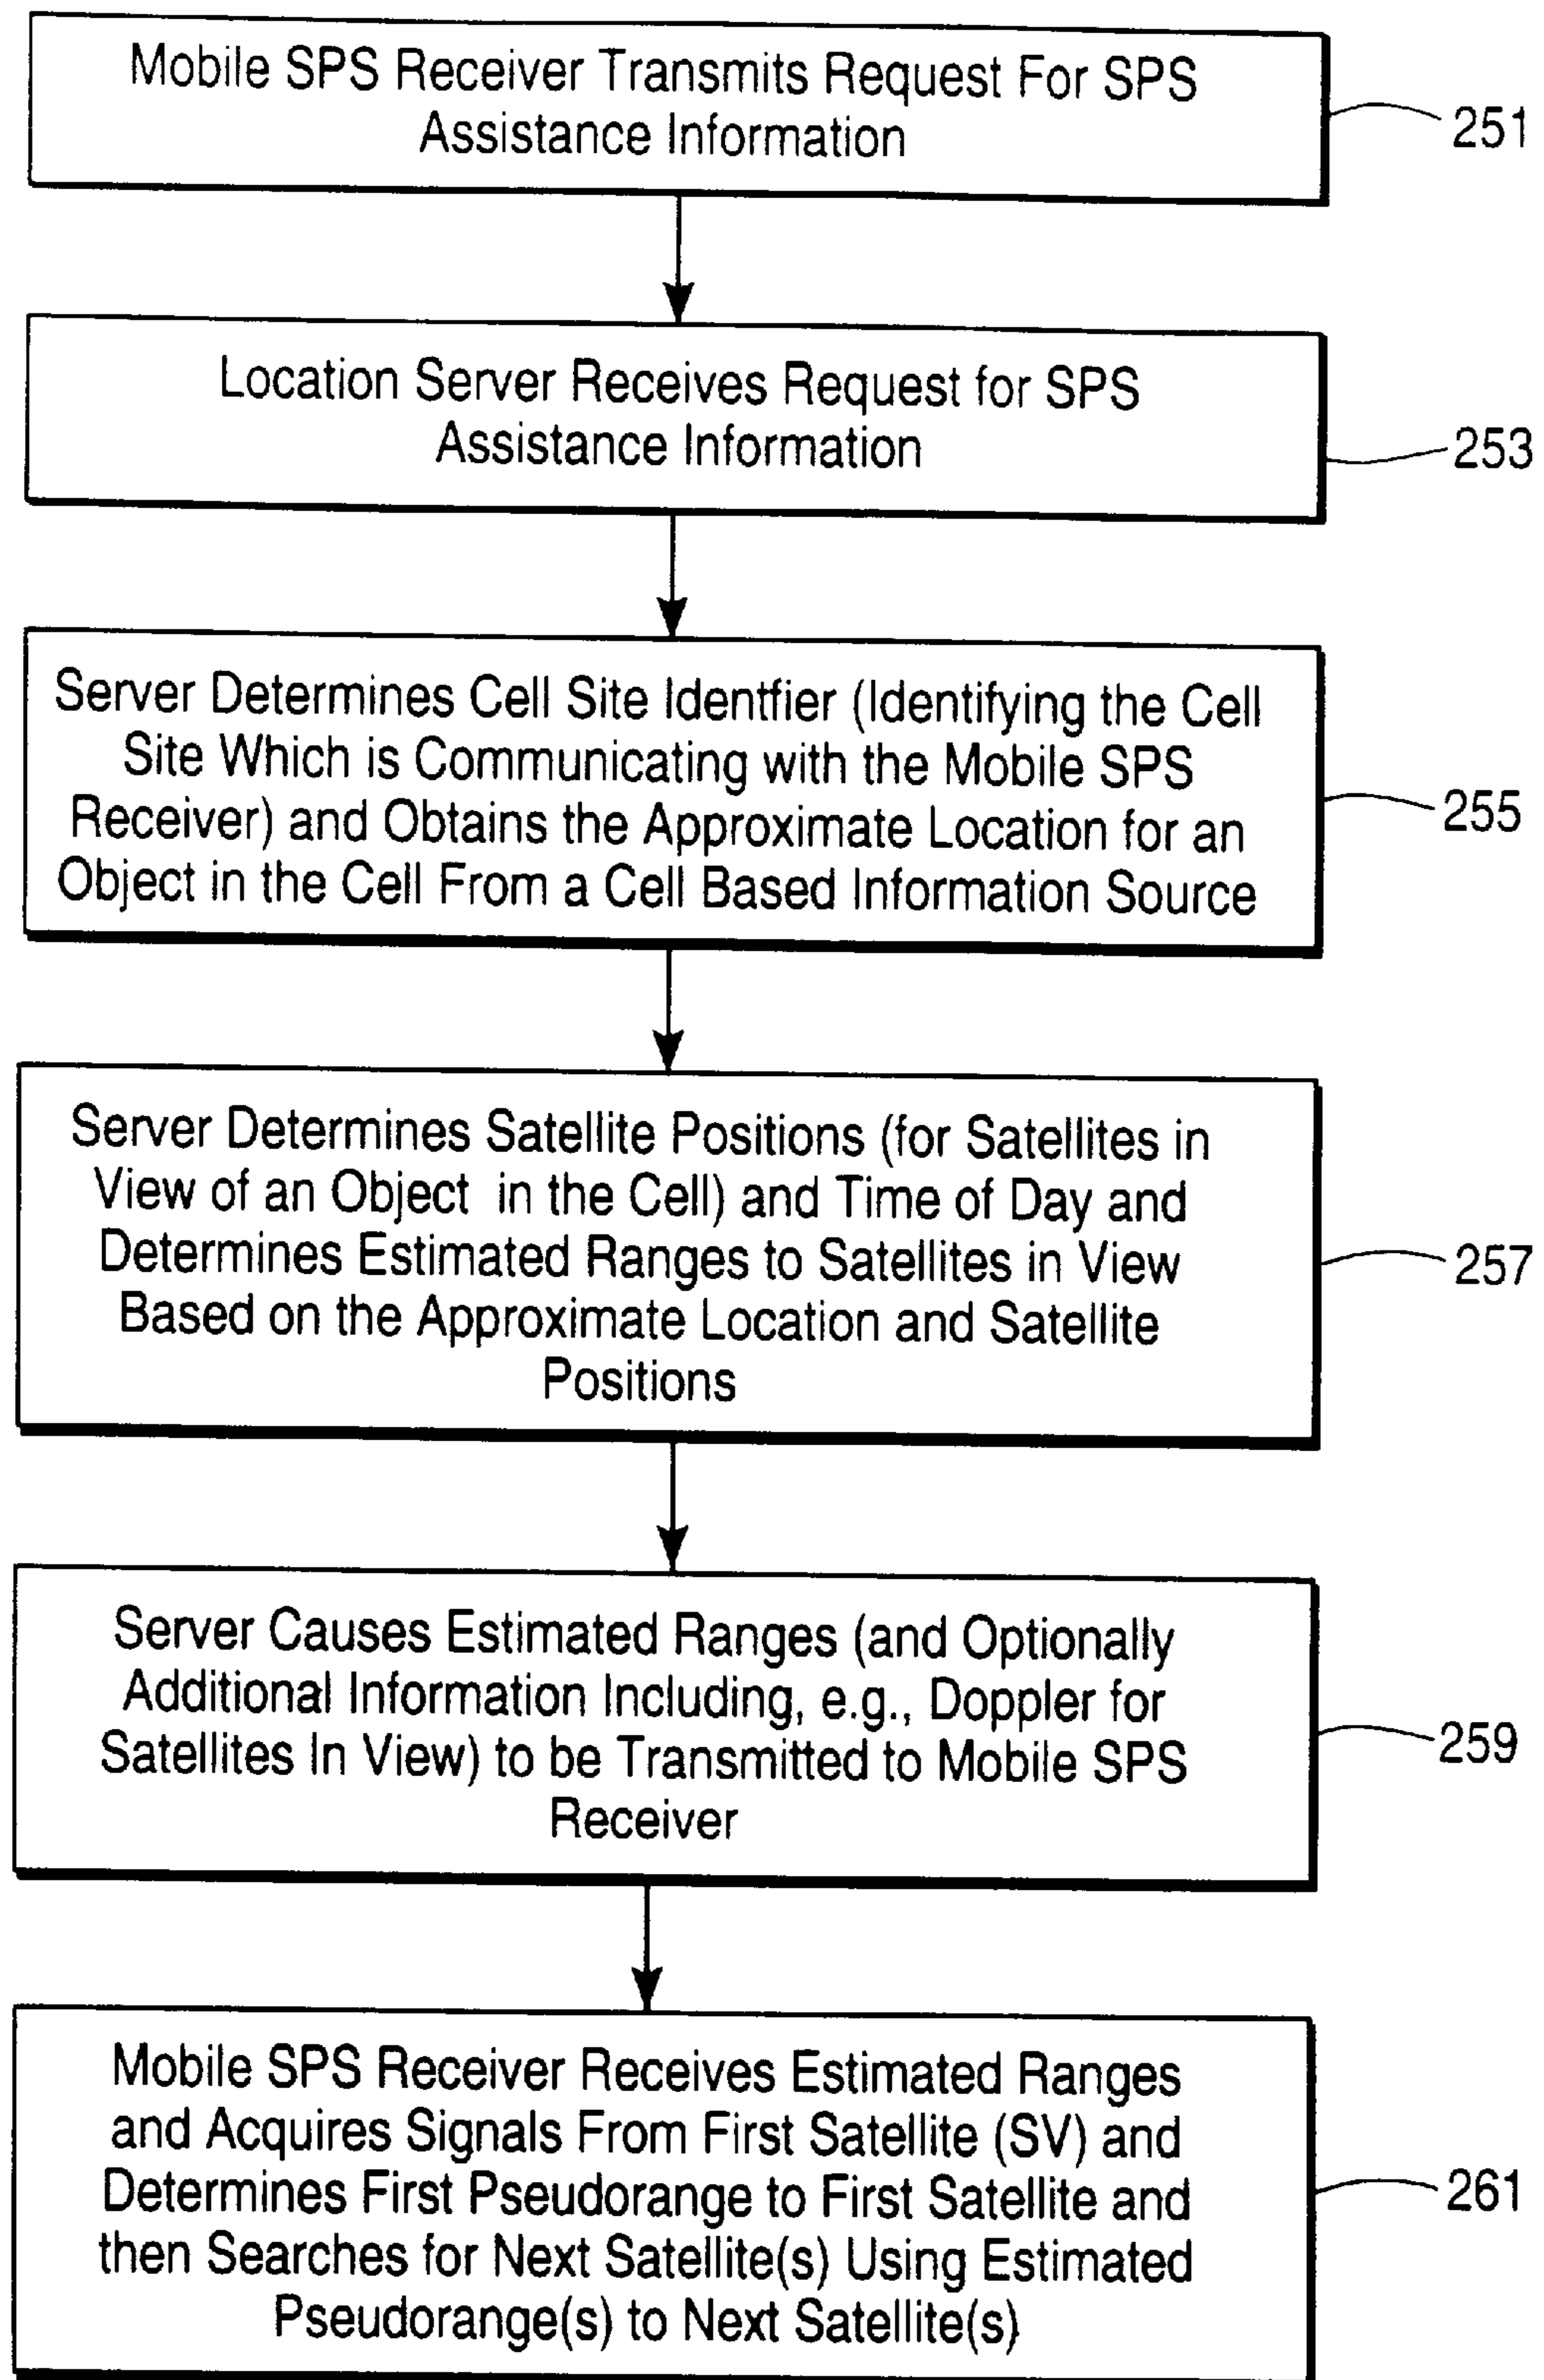 Mobile SPS Receiver Transmits Request For SPS
Assistance Information
251
Location Server Receives Request for SPS
Assistance Information
253
Server Determines Cell Site Identfier (Identifying the Cell
Site Which is Communicating with the Mobile SPS
Receiver) and Obtains the Approximate Location for an
Object in the Cell From a Cell Based Information Source
255
Server Determines Satellite Positions (for Satellites in
View of an Object in the Cell) and Time of Day and
Determines Estimated Ranges to Satellites in View
Based on the Approximate Location and Satellite
Positions
257
Server Causes Estimated Ranges (and Optionally
Additional Information Including, e.g., Doppler for
Satellites In View) to be Transmitted to Mobile SPS
Receiver
259
Mobile SPS Receiver Receives Estimated Ranges
and Acquires Signals From First Satellite (SV) and
Determines First Pseudorange to First Satellite and
then Searches for Next Satellite(s) Using Estimated
Pseudorange(s) to Next Satellite(s)
261